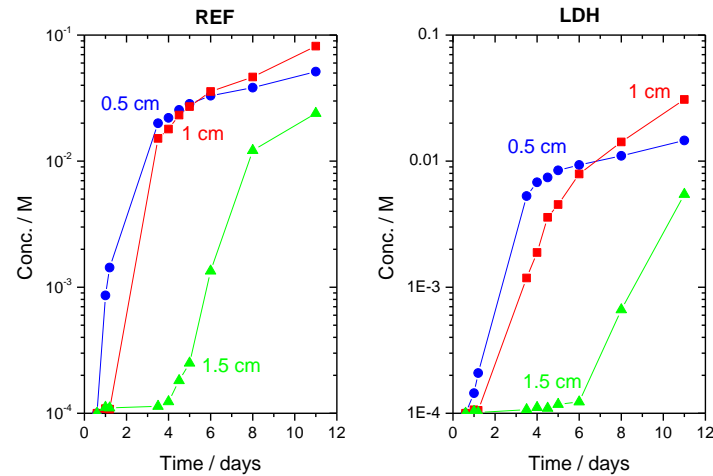 REF
Conc. / M
10⁻¹
10⁻²
10⁻³
10⁻⁴
0.5 cm
1 cm
1.5 cm
0 2 4 6 8 10 12
Time / days
LDH
Conc. / M
0.1
0.01
1E-3
1E-4
1 cm
0.5 cm
1.5 cm
0 2 4 6 8 10 12
Time / days